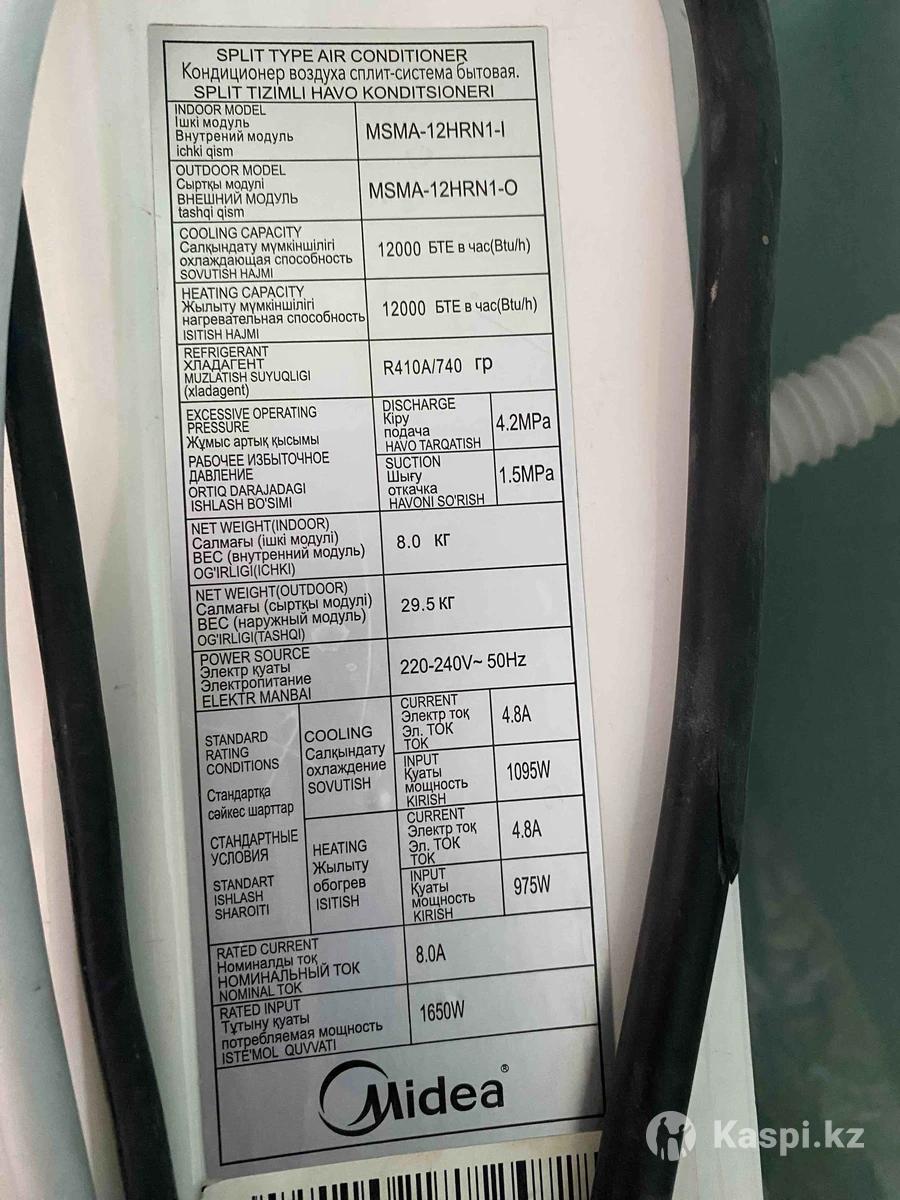 SPLIT TYPE AIR CONDITIONER
Кондиционер воздуха сплит-система бытовая.
SPLIT TIZIMLI HAVO KONDITSIONERI
INDOOR MODEL
Ішкі модуль
Внутрений модуль
ichki qism
MSMA-12HRN1-I
OUTDOOR MODEL
Сыртқы модулі
ВНЕШНИЙ МОДУЛЬ
tashqi qism
MSMA-12HRN1-O
COOLING CAPACITY
Салқындату мүмкіншілігі
охлаждающая способность
SOVUTISH HAJMI
12000 БТЕ в час(Btu/h)
HEATING CAPACITY
Жылыту мүмкіншілігі
нагревательная способность
ISITISH HAJMI
12000 БТЕ в час(Btu/h)
REFRIGERANT
ХЛАДАГЕНТ
MUZLATISH SUYUQLIGI
(xladagent)
R410A/740 гр
EXCESSIVE OPERATING
PRESSURE
Жұмыс артық қысымы
РАБОЧЕЕ ИЗБЫТОЧНОЕ
ДАВЛЕНИЕ
ORTIQ DARAJADAGI
ISHLASH BO'SIMI
DISCHARGE
Кіру
подача
HAVO TARQATISH
4.2MPa
SUCTION
Шығу
откачка
HAVONI SO'RISH
1.5MPa
NET WEIGHT(INDOOR)
Салмағы (ішкі модулі)
ВЕС (внутренний модуль)
OG'IRLIGI(ICHKI)
8.0 КГ
NET WEIGHT(OUTDOOR)
Салмағы (сыртқы модулі)
ВЕС (наружный модуль)
OG'IRLIGI(TASHQI)
29.5 КГ
POWER SOURCE
Электр қуаты
Электропитание
ELEKTR MANBAI
220-240V~ 50Hz
STANDARD
RATING
CONDITIONS
Стандартқа
сәйкес шарттар
СТАНДАРТНЫЕ
УСЛОВИЯ
STANDART
ISHLASH
SHAROITI
COOLING
Салқындату
охлаждение
SOVUTISH
CURRENT
Электр тоқ
Эл. ТОК
TOK
4.8A
INPUT
Қуаты
мощность
KIRISH
1095W
HEATING
Жылыту
обогрев
ISITISH
CURRENT
Электр тоқ
Эл. ТОК
TOK
4.8A
INPUT
Қуаты
мощность
KIRISH
975W
RATED CURRENT
Номиналды тоқ
НОМИНАЛЬНЫЙ ТОК
NOMINAL TOK
8.0A
RATED INPUT
Тұтыну қуаты
потребляемая мощность
ISTE'MOL QUVVATI
1650W
Midea®
Kaspi.kz